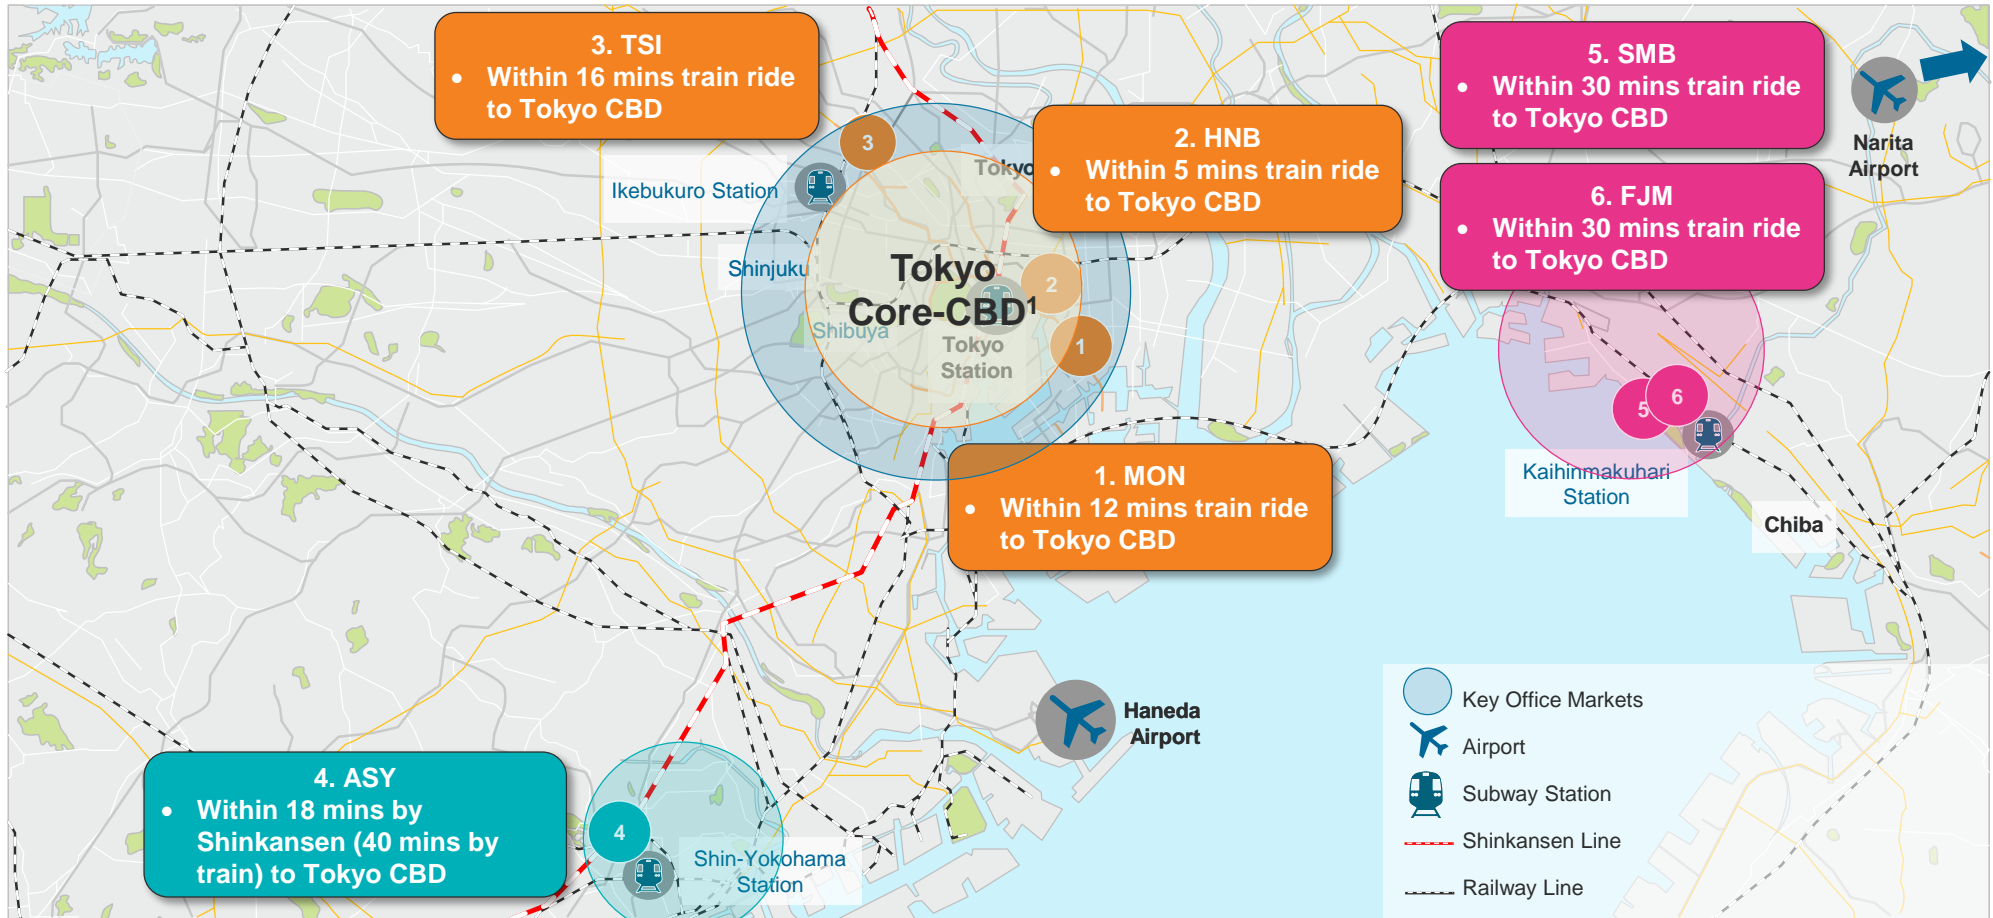 3. TSI
• Within 16 mins train ride
to Tokyo CBD
5. SMB
• Within 30 mins train ride
to Tokyo CBD
Narita
Airport
2. HNB
• Within 5 mins train ride
to Tokyo CBD
6. FJM
• Within 30 mins train ride
to Tokyo CBD
3
Tokyo
Ikebukuro Station
Shinjuku
Tokyo
Core-CBD¹
2
Shibuya
Tokyo
Station
1
5
6
Kaihinmakuhari
Station
Chiba
1. MON
• Within 12 mins train ride
to Tokyo CBD
Haneda
Airport
4. ASY
• Within 18 mins by
Shinkansen (40 mins by
train) to Tokyo CBD
4
Shin-Yokohama
Station
Key Office Markets
Airport
Subway Station
Shinkansen Line
Railway Line